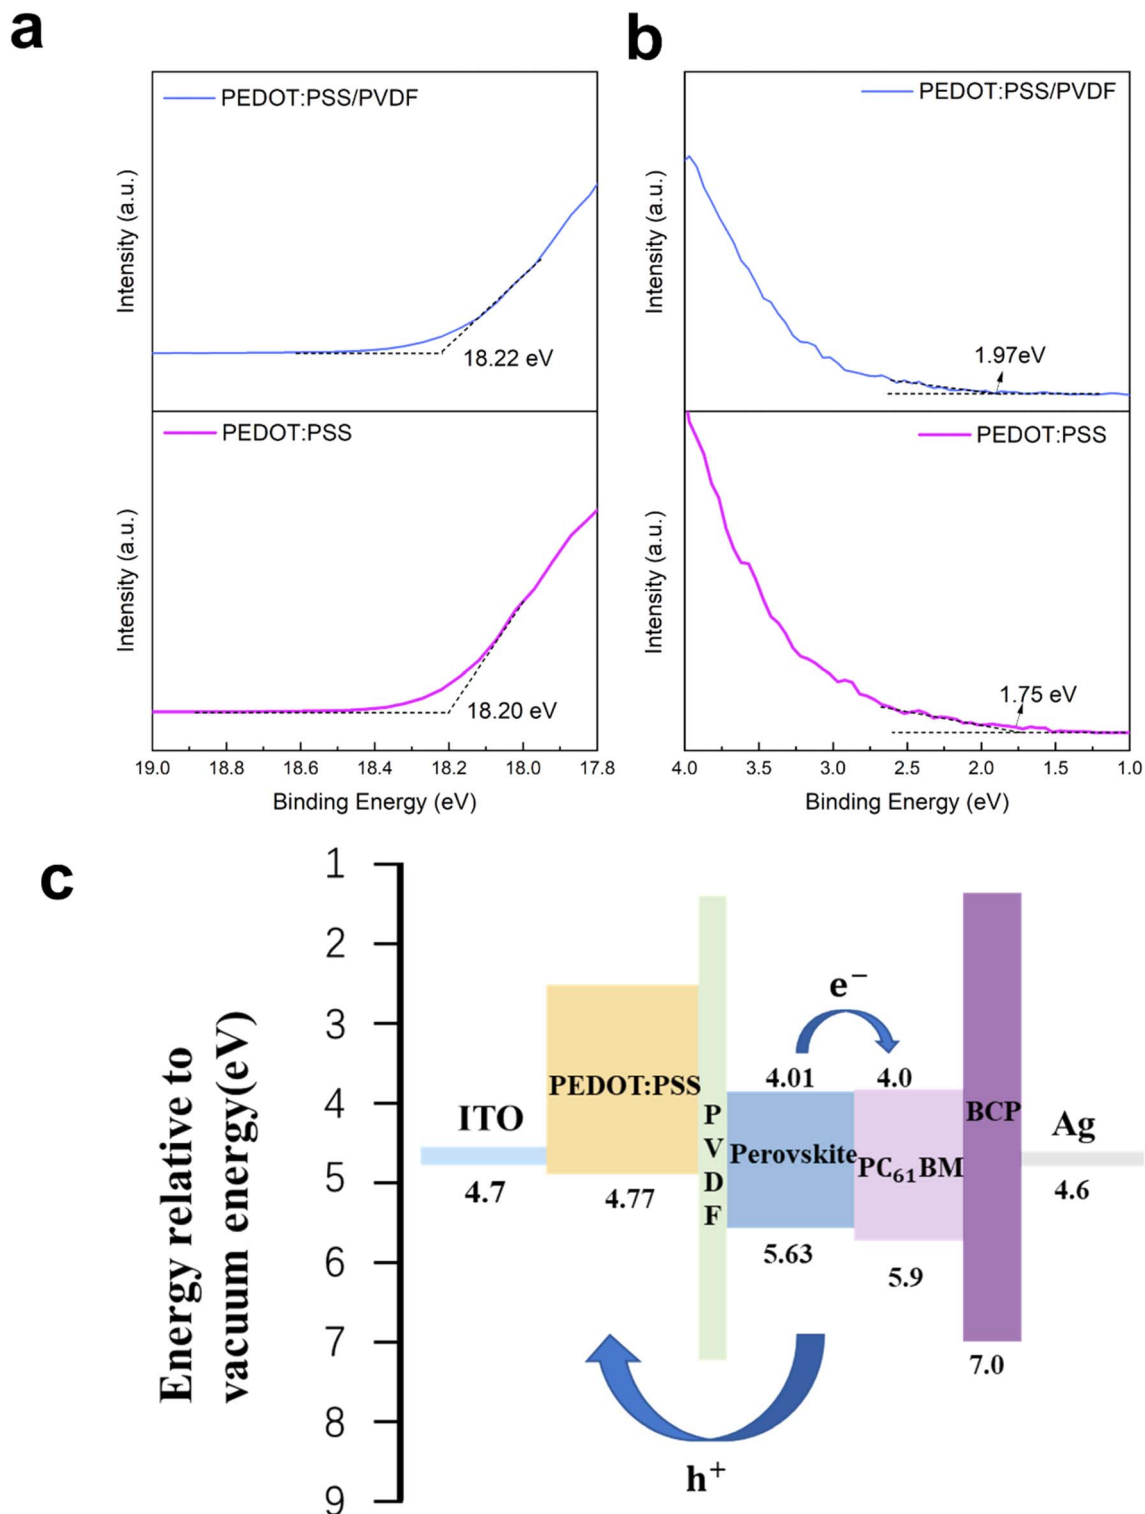 a
PEDOT:PSS/PVDF
Intensity (a.u.)
18.22 eV
PEDOT:PSS
Intensity (a.u.)
18.20 eV
19.0 18.8 18.6 18.4 18.2 18.0 17.8
Binding Energy (eV)
b
PEDOT:PSS/PVDF
Intensity (a.u.)
1.97eV
PEDOT:PSS
Intensity (a.u.)
1.75 eV
4.0 3.5 3.0 2.5 2.0 1.5 1.0
Binding Energy (eV)
c
Energy relative to
vacuum energy(eV)
1
2
3
4
5
6
7
8
9
ITO
4.7
PEDOT:PSS
4.77
PVDF
e⁻
4.01
Perovskite
5.63
4.0
PC₆₁BM
5.9
BCP
7.0
Ag
4.6
h⁺